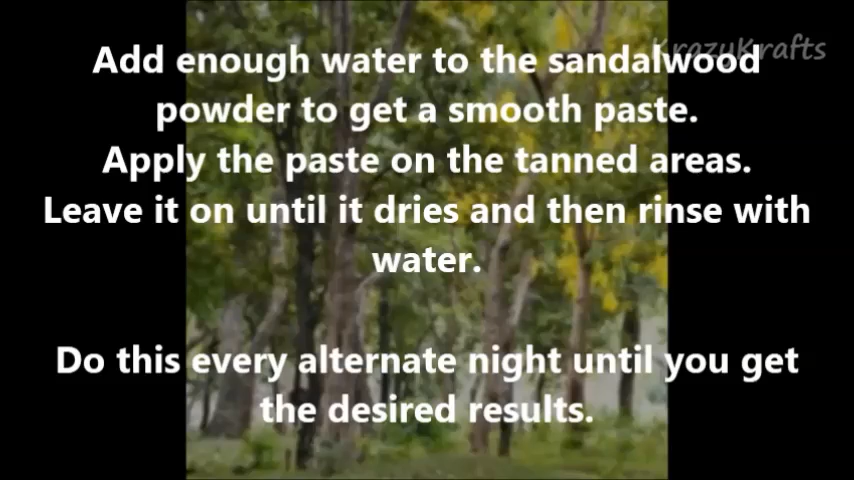 KrazyKrafts
Add enough water to the sandalwood
powder to get a smooth paste.
Apply the paste on the tanned areas.
Leave it on until it dries and then rinse with
water.
Do this every alternate night until you get
the desired results.